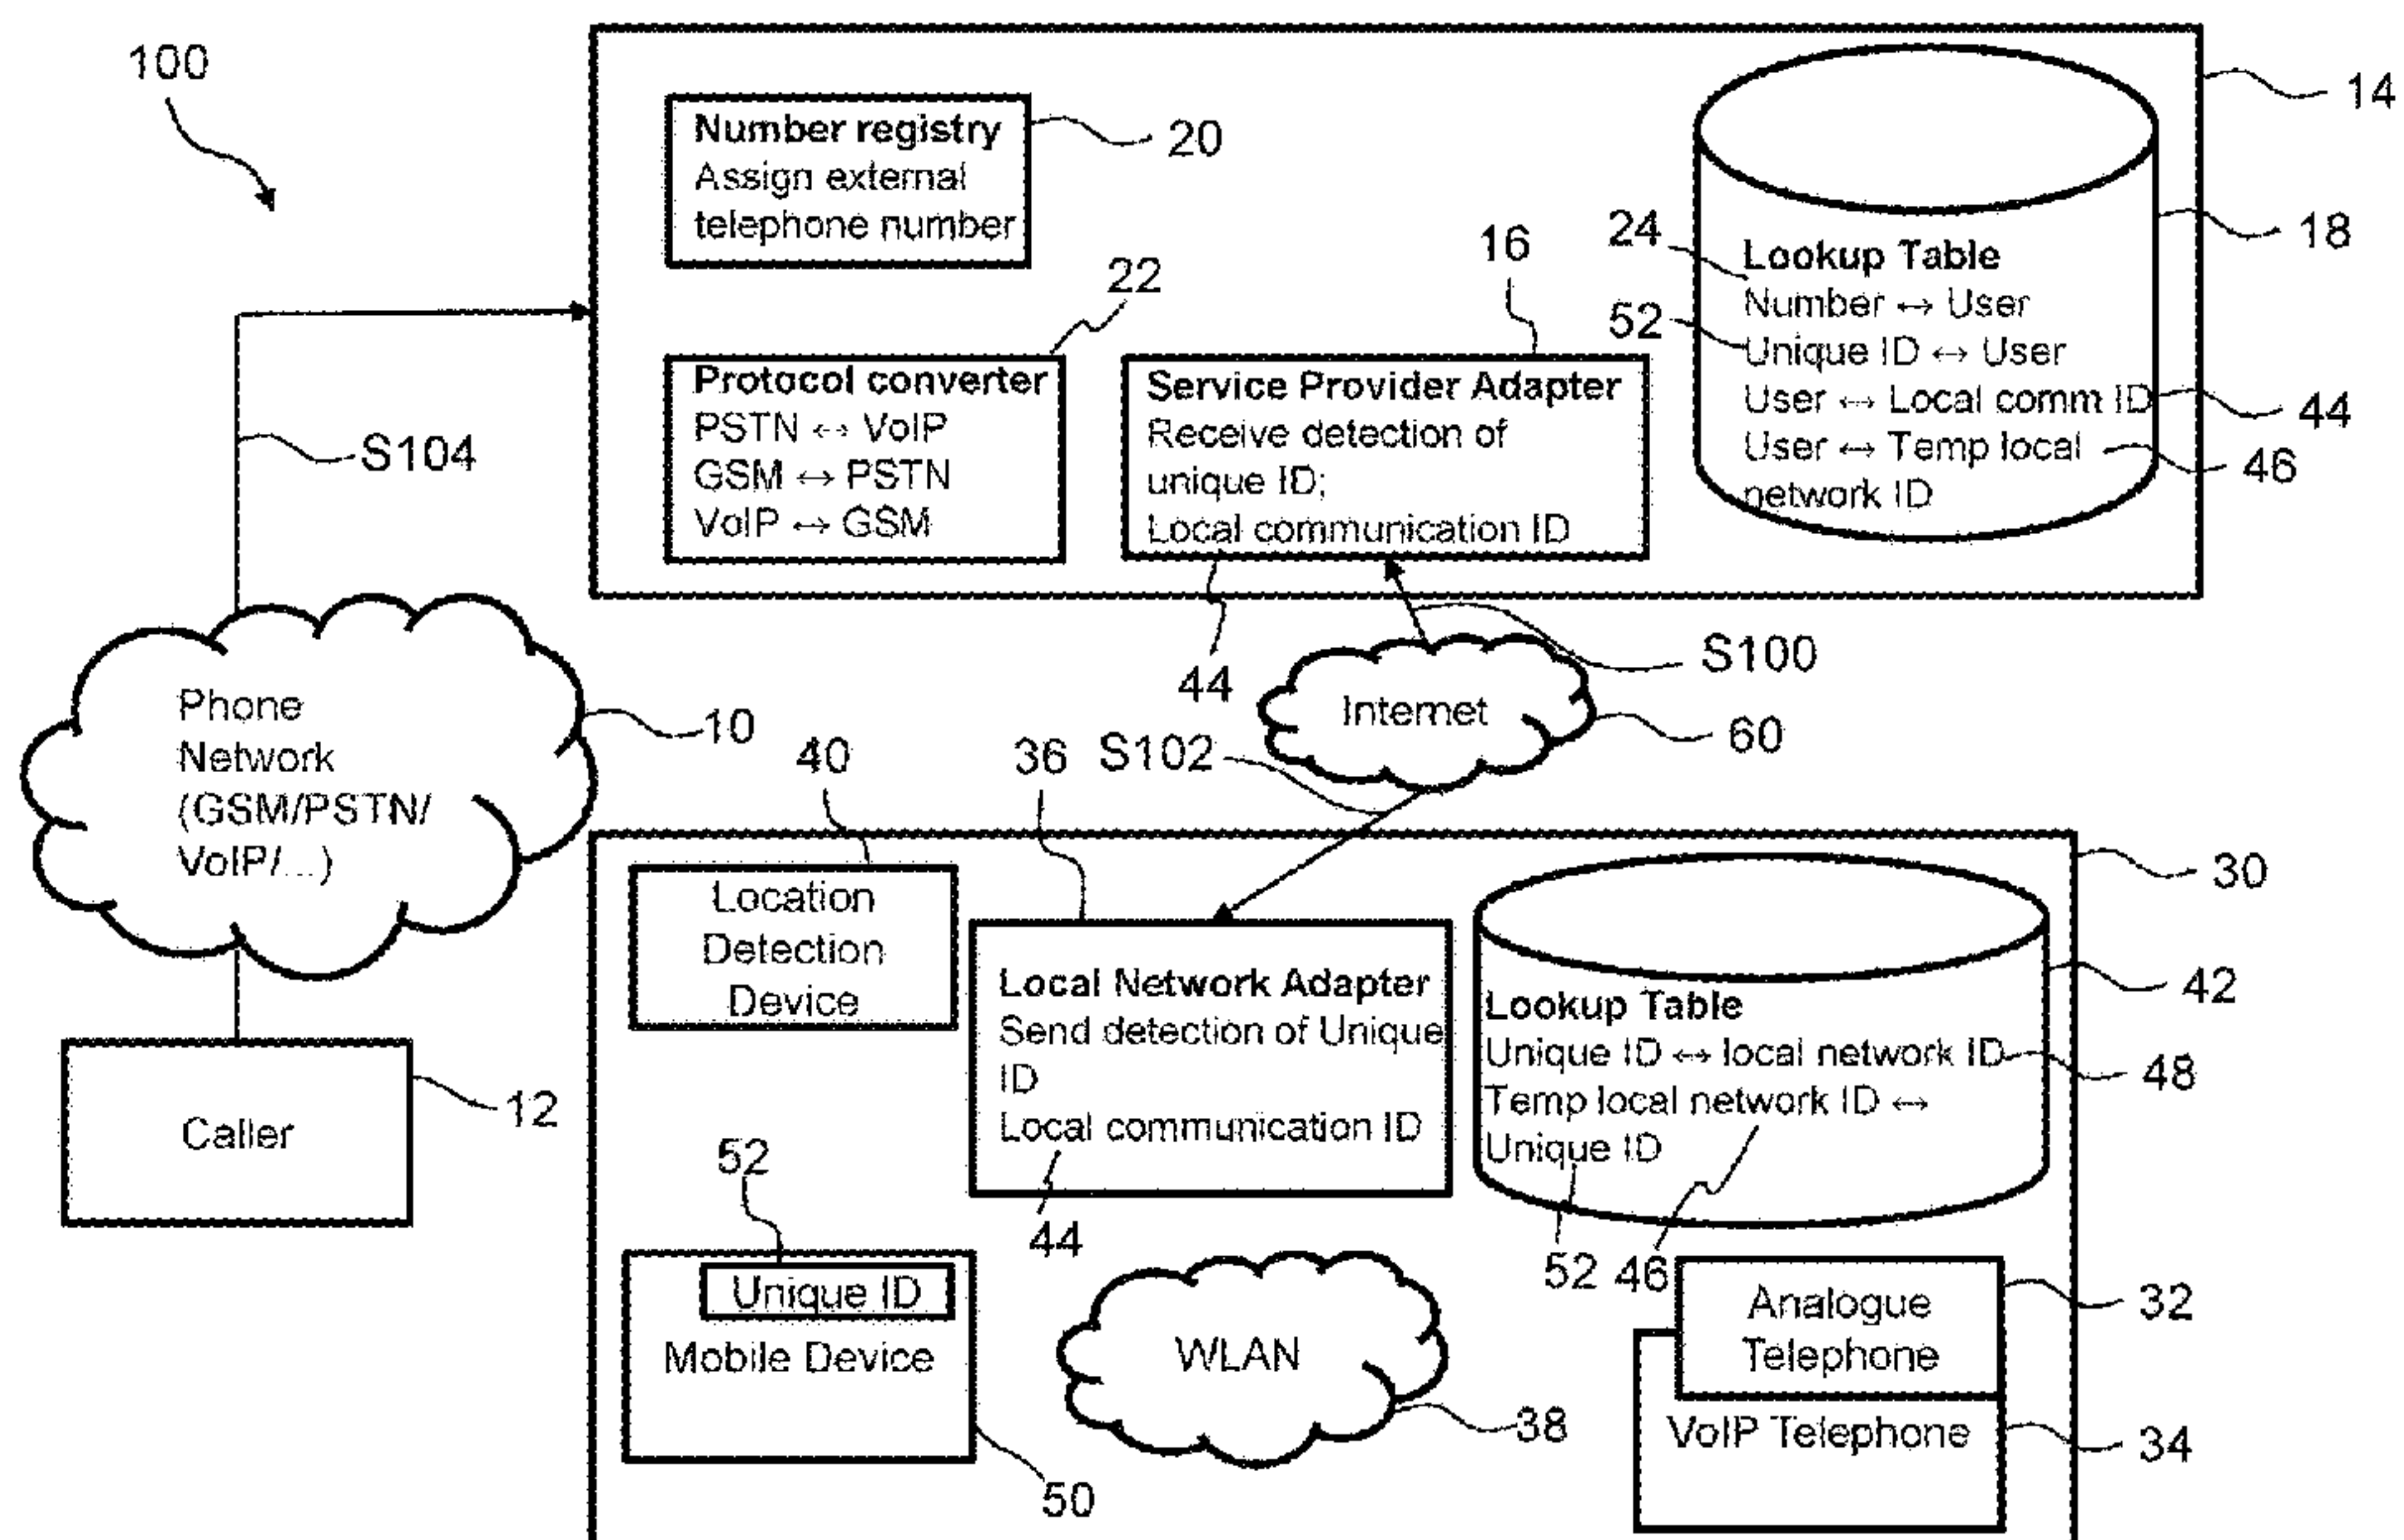 100
14
Number registry
Assign external
telephone number
20
18
24
Lookup Table
Number ↔ User
52
Unique ID ↔ User
User ↔ Local comm ID
44
User ↔ Temp local
46
network ID
22
Protocol converter
PSTN ↔ VoIP
GSM ↔ PSTN
VoIP ↔ GSM
16
Service Provider Adapter
Receive detection of
unique ID;
Local communication ID
44
S104
S100
Internet
60
S102
Phone
Network
(GSM/PSTN/
VoIP/...)
10
Caller
12
40
Location
Detection
Device
36
Local Network Adapter
Send detection of Unique
ID
Local communication ID
44
30
42
Lookup Table
Unique ID ↔ local network ID
48
Temp local network ID ↔
Unique ID
52
46
52
Unique ID
Mobile Device
50
WLAN
38
Analogue
Telephone
32
VoIP Telephone
34